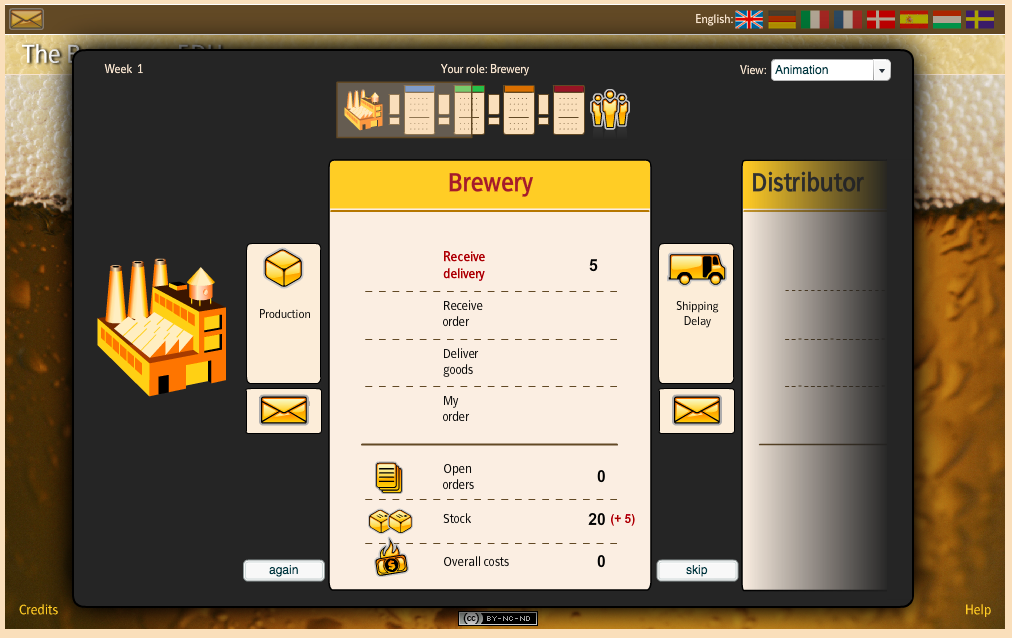 English:
The B
Week 1
Your role: Brewery
View:
Animation
Brewery
Distributor
Receive
delivery
5
Receive
order
Deliver
goods
My
order
Open
orders
0
Stock
20 (+ 5)
Overall costs
0
Production
Shipping
Delay
again
skip
Credits
Help
cc BY-NC-ND